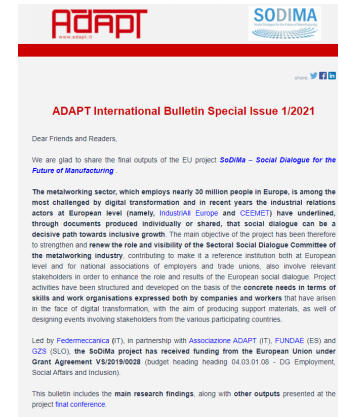 ADAPT
www.adapt.it
SODIMA
Social Dialogue for the Future of Manufacturing
share:
ADAPT International Bulletin Special Issue 1/2021
Dear Friends and Readers,
We are glad to share the final outputs of the EU project SoDiMa – Social Dialogue for the
Future of Manufacturing .
The metalworking sector, which employs nearly 30 million people in Europe, is among the
most challenged by digital transformation and in recent years the industrial relations
actors at European level (namely, IndustriAll Europe and CEEMET) have underlined,
through documents produced individually or shared, that social dialogue can be a
decisive path towards inclusive growth. The main objective of the project has been therefore
to strengthen and renew the role and visibility of the Sectoral Social Dialogue Committee of
the metalworking industry, contributing to make it a reference institution both at European
level and for national associations of employers and trade unions, also involve relevant
stakeholders in order to enhance the role and results of the European social dialogue. Project
activities have been structured and developed on the basis of the concrete needs in terms of
skills and work organisations expressed both by companies and workers that have arisen
in the face of digital transformation, with the aim of producing support materials, as well of
designing events involving stakeholders from the various participating countries.
Led by Federmeccanica (IT), in partnership with Associazione ADAPT (IT), FUNDAE (ES) and
GZS (SLO), the SoDiMa project has received funding from the European Union under
Grant Agreement VS/2019/0028 (budget heading heading 04.03.01.08 - DG Employment,
Social Affairs and Inclusion).
This bulletin includes the main research findings, along with other outputs presented at the
project final conference.